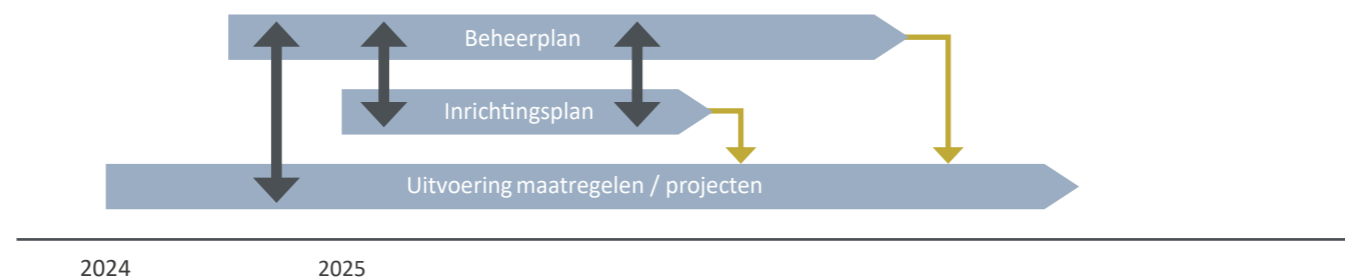 Beheerplan
Inrichtingsplan
Uitvoering maatregelen / projecten
2024 2025